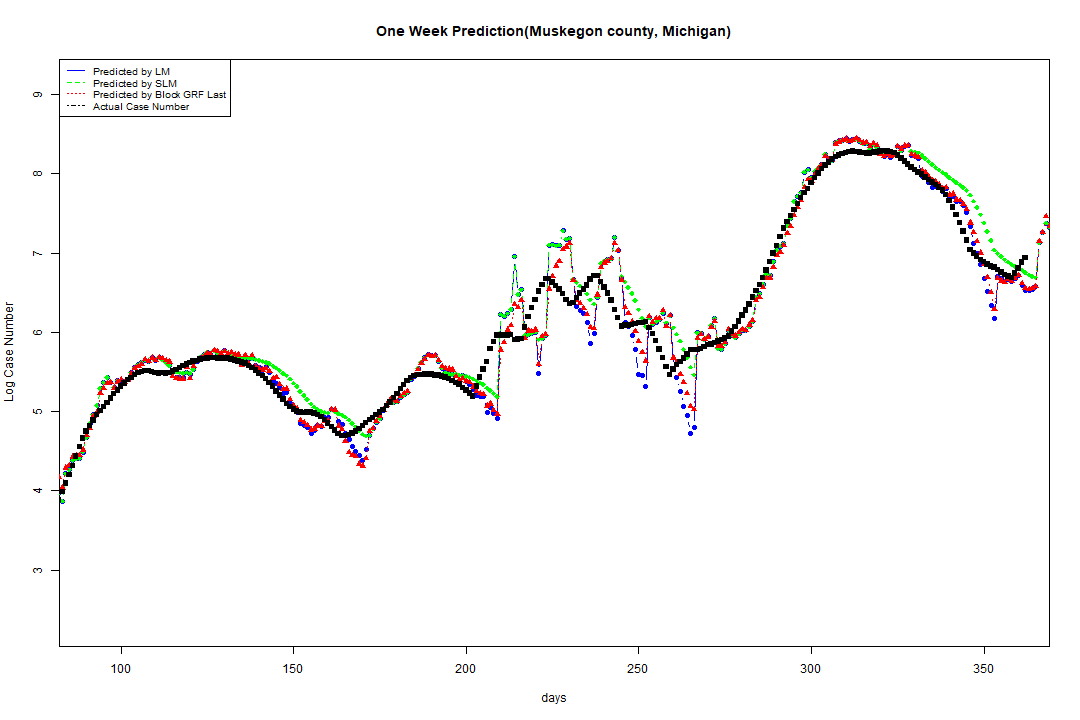 One Week Prediction(Muskegon county, Michigan)
Predicted by LM
Predicted by SLM
Predicted by Block GRF Last
Actual Case Number
9
8
7
6
5
4
3
Log Case Number
100 150 200 250 300 350
days